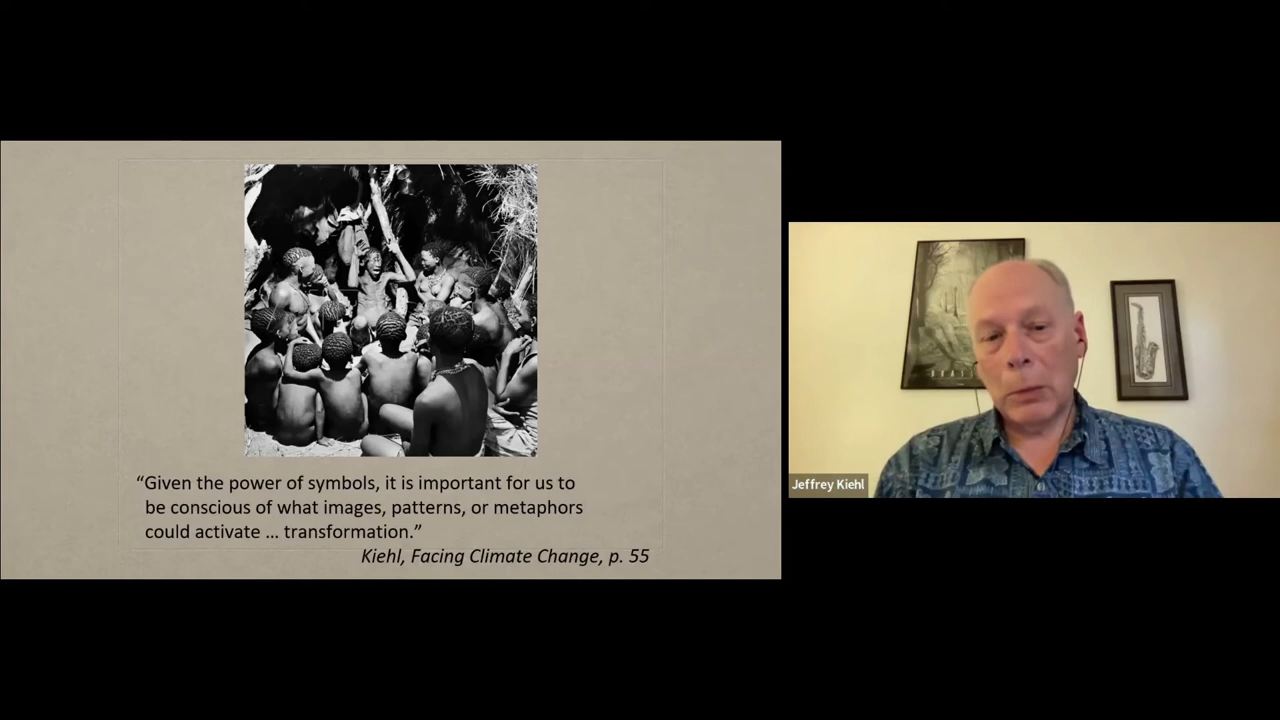 “Given the power of symbols, it is important for us to
be conscious of what images, patterns, or metaphors
could activate … transformation.”
Kiehl, Facing Climate Change, p. 55
Jeffrey Kiehl